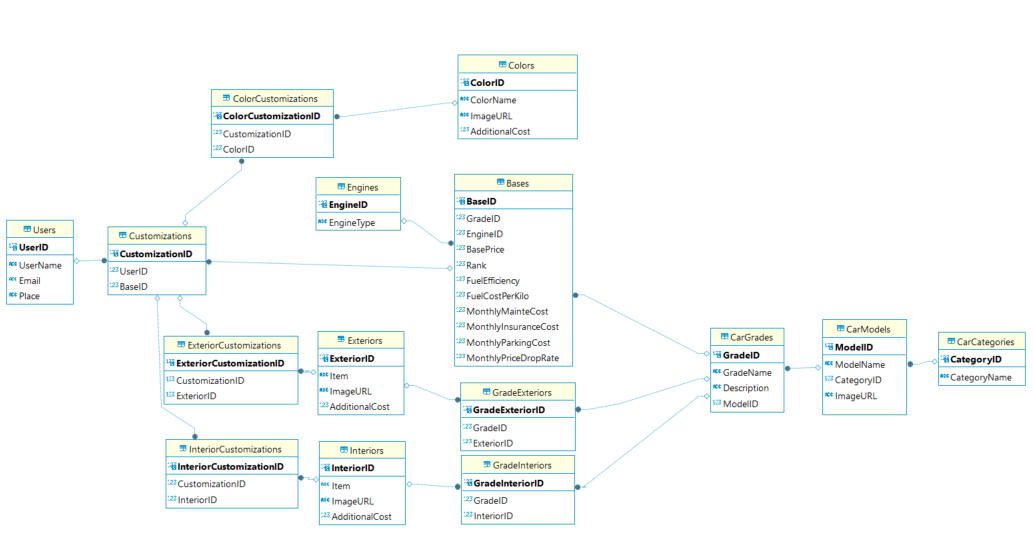 Colors
ColorID
ColorName
ImageURL
AdditionalCost
ColorCustomizations
ColorCustomizationID
CustomizationID
ColorID
Engines
EngineID
EngineType
Bases
BaseID
GradeID
EngineID
BasePrice
Rank
FuelEfficiency
FuelCostPerKilo
MonthlyMainteCost
MonthlyInsuranceCost
MonthlyParkingCost
MonthlyPriceDropRate
Users
UserID
UserName
Email
Place
Customizations
CustomizationID
UserID
BaseID
ExteriorCustomizations
ExteriorCustomizationID
CustomizationID
ExteriorID
Exteriors
ExteriorID
Item
ImageURL
AdditionalCost
GradeExteriors
GradeExteriorID
GradeID
ExteriorID
CarGrades
GradeID
GradeName
Description
ModelID
CarModels
ModelID
ModelName
CategoryID
ImageURL
CarCategories
CategoryID
CategoryName
InteriorCustomizations
InteriorCustomizationID
CustomizationID
InteriorID
Interiors
InteriorID
Item
ImageURL
AdditionalCost
GradeInteriors
GradeInteriorID
GradeID
InteriorID